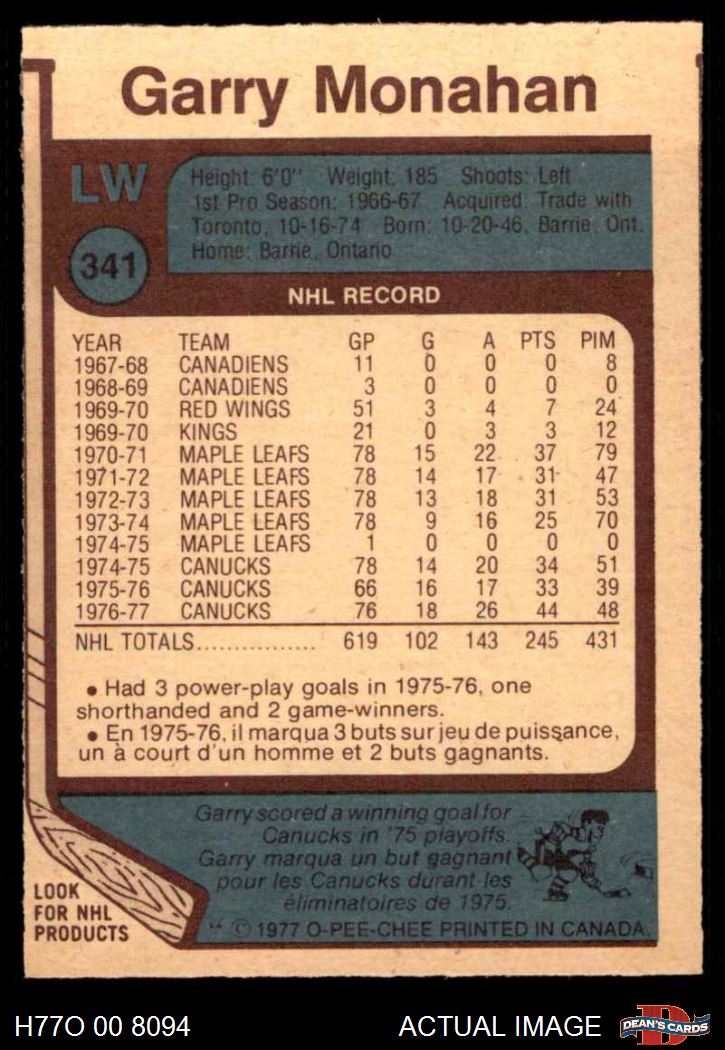 Garry Monahan
LW
341
Height: 6'0" Weight: 185 Shoots: Left
1st Pro Season: 1966-67 Acquired: Trade with
Toronto, 10-16-74 Born: 10-20-46, Barrie, Ont.
Home: Barrie, Ontario
NHL RECORD
YEAR TEAM GP G A PTS PIM
1967-68 CANADIENS 11 0 0 0 8
1968-69 CANADIENS 3 0 0 0 0
1969-70 RED WINGS 51 3 4 7 24
1969-70 KINGS 21 0 3 3 12
1970-71 MAPLE LEAFS 78 15 22 37 79
1971-72 MAPLE LEAFS 78 14 17 31 47
1972-73 MAPLE LEAFS 78 13 18 31 53
1973-74 MAPLE LEAFS 78 9 16 25 70
1974-75 MAPLE LEAFS 1 0 0 0 0
1974-75 CANUCKS 78 14 20 34 51
1975-76 CANUCKS 66 16 17 33 39
1976-77 CANUCKS 76 18 26 44 48
NHL TOTALS................ 619 102 143 245 431
• Had 3 power-play goals in 1975-76, one
shorthanded and 2 game-winners.
• En 1975-76, il marqua 3 buts sur jeu de puissance,
un à court d'un homme et 2 buts gagnants.
Garry scored a winning goal for
Canucks in '75 playoffs.
Garry marqua un but gagnant
pour les Canucks durant les
éliminatoires de 1975.
LOOK
FOR NHL
PRODUCTS
** © 1977 O-PEE-CHEE PRINTED IN CANADA.
H77O 00 8094
ACTUAL IMAGE
D
DEAN'S CARDS